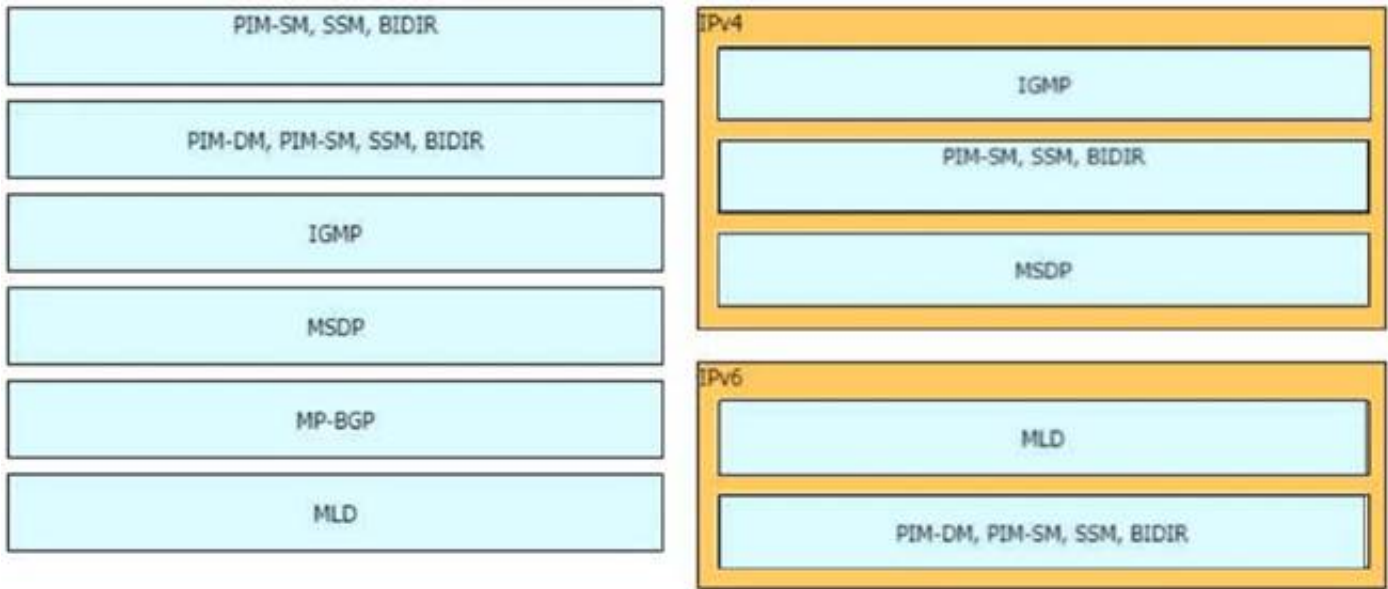 PIM-SM, SSM, BIDIR
PIM-DM, PIM-SM, SSM, BIDIR
IGMP
MSDP
MP-BGP
MLD
IPv4
IGMP
PIM-SM, SSM, BIDIR
MSDP
IPv6
MLD
PIM-DM, PIM-SM, SSM, BIDIR